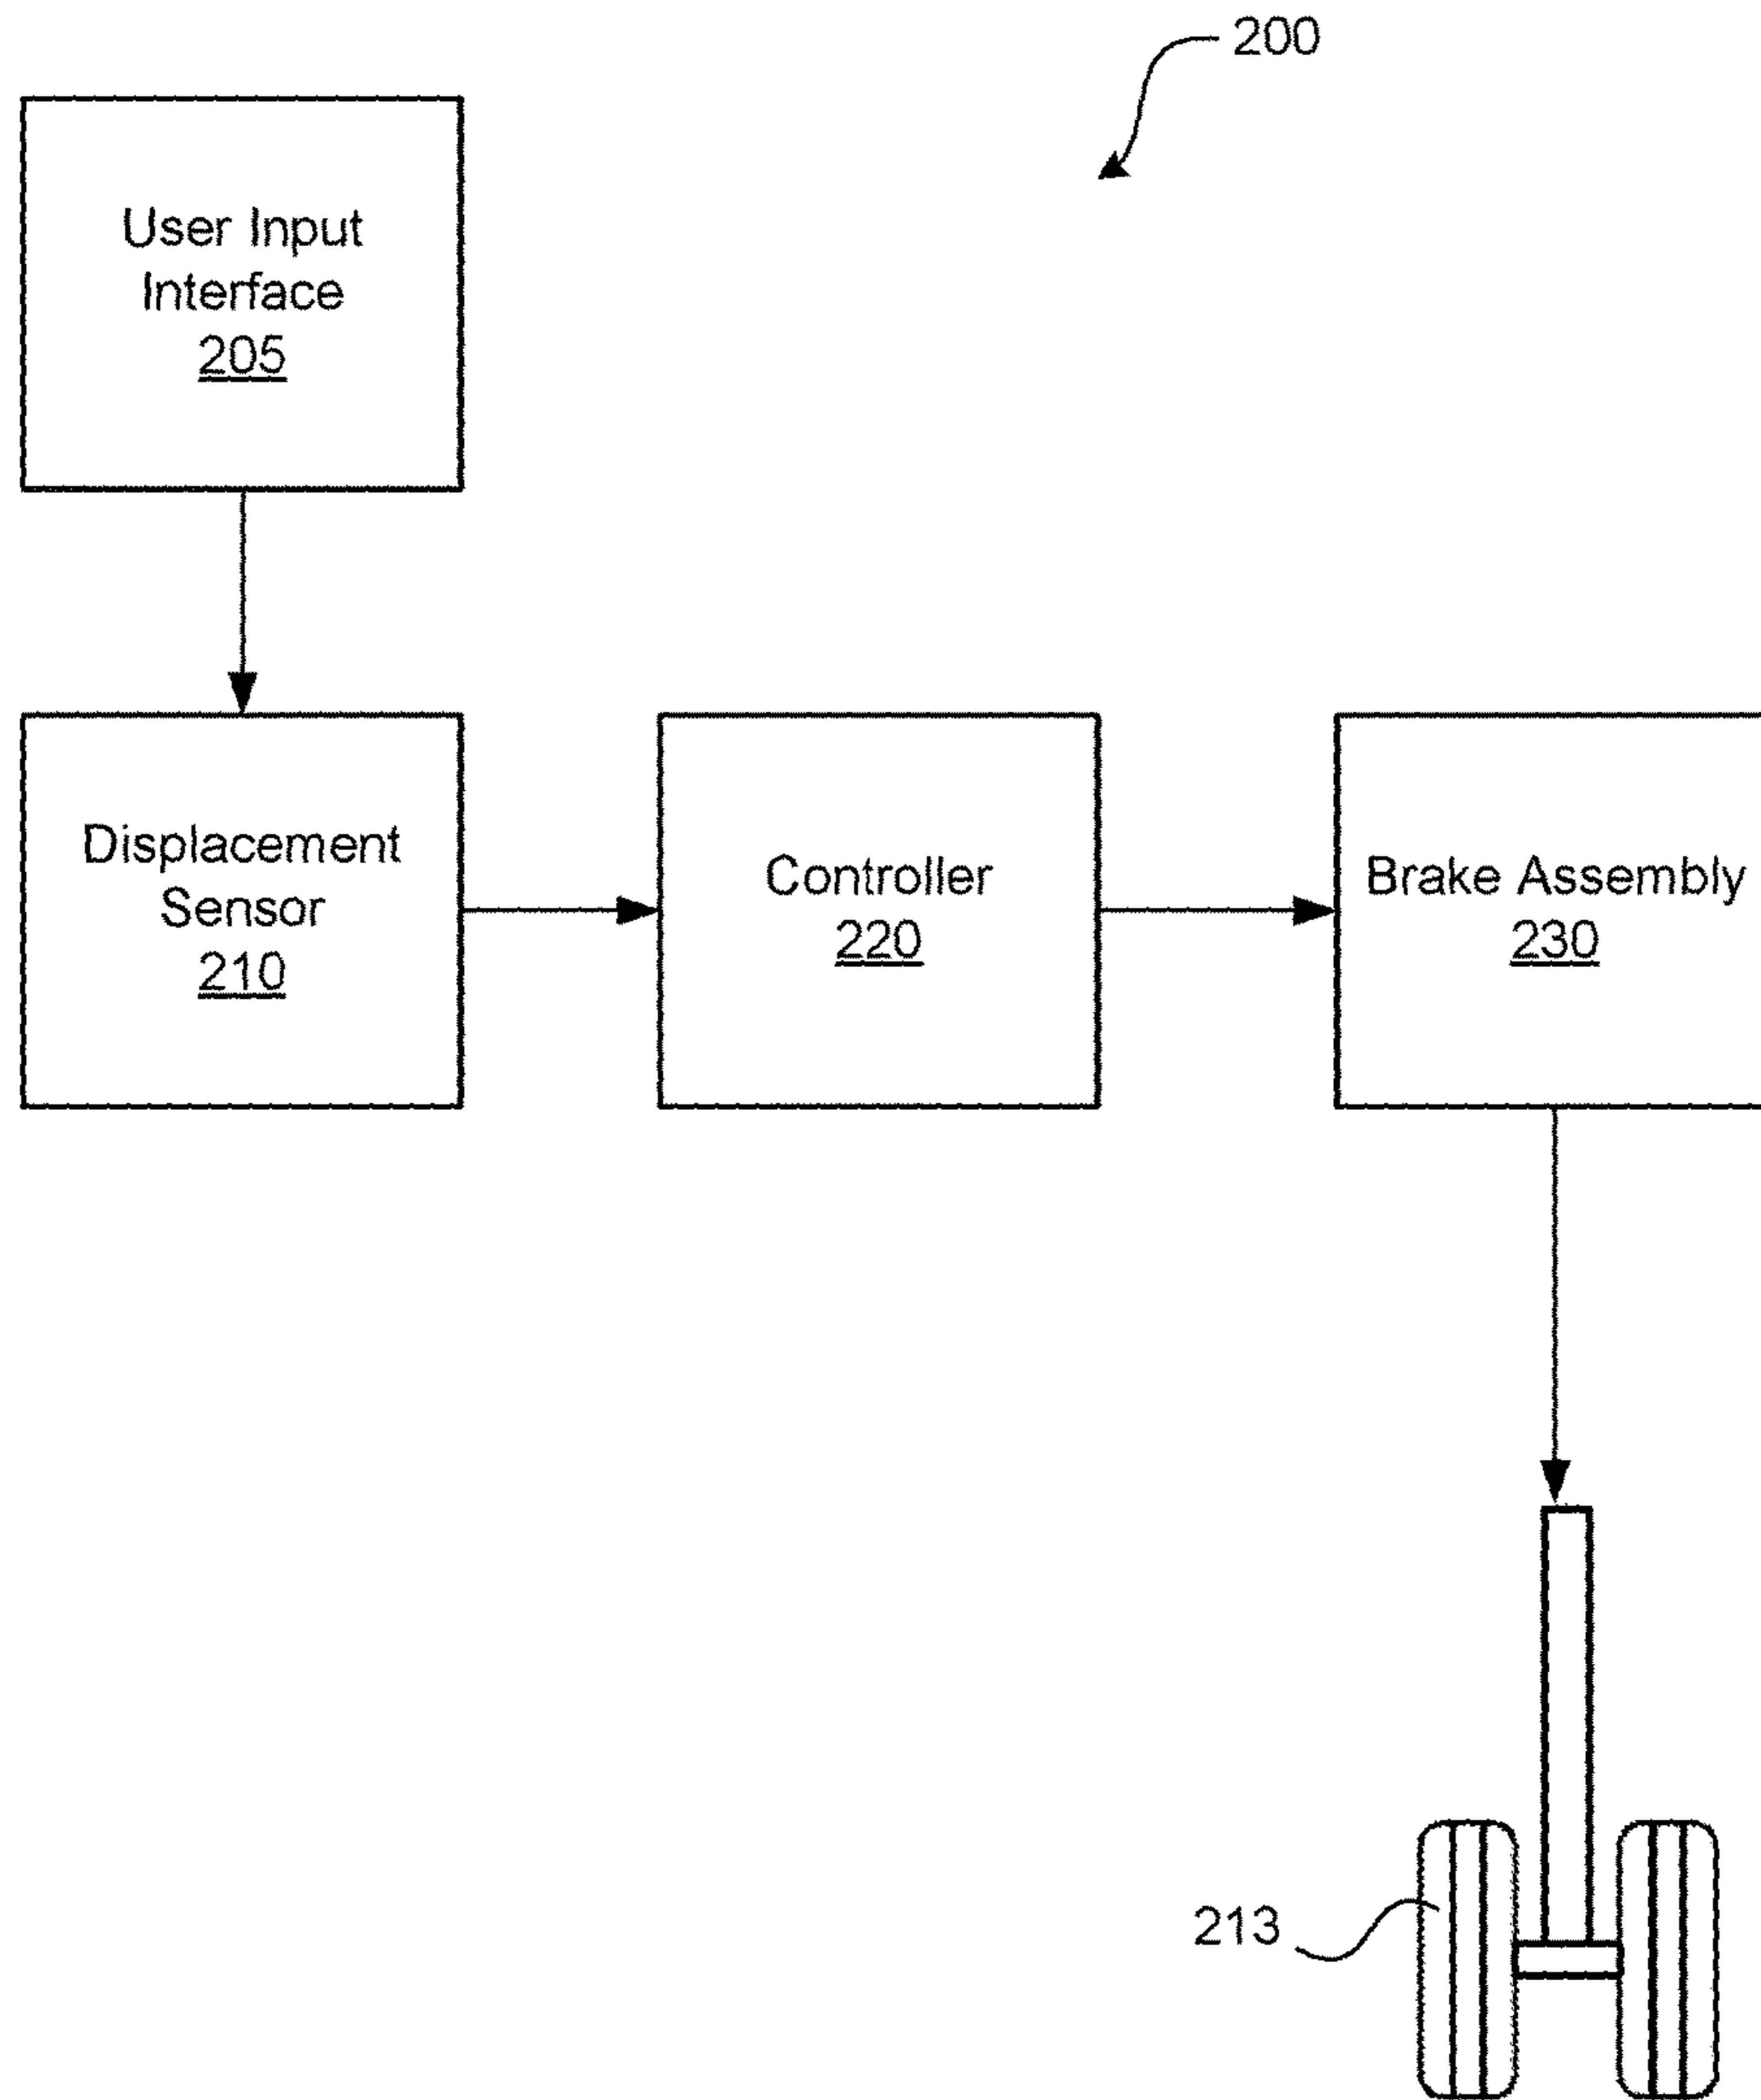 200
User Input
Interface
205
Displacement
Sensor
210
Controller
220
Brake Assembly
230
213